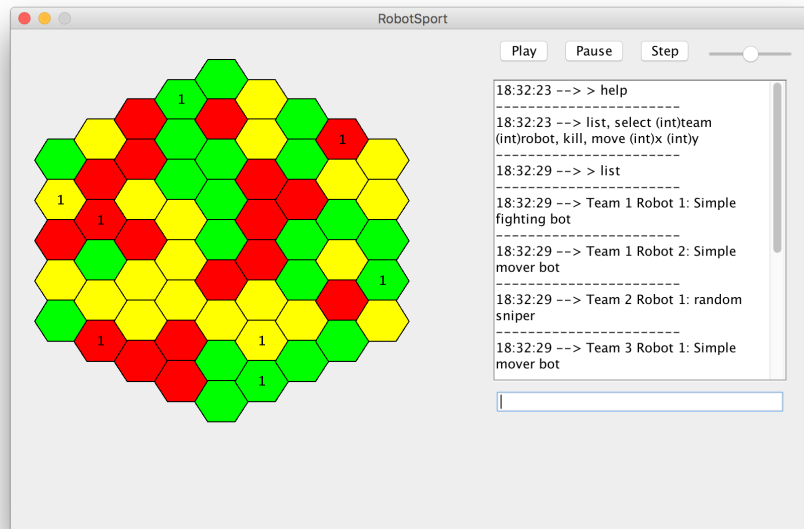 RobotSport
Play Pause Step
1
1
1
1
1
1
1
1
18:32:23 --> > help
------------------------
18:32:23 --> list, select (int)team
(int)robot, kill, move (int)x (int)y
------------------------
18:32:29 --> > list
------------------------
18:32:29 --> Team 1 Robot 1: Simple
fighting bot
------------------------
18:32:29 --> Team 1 Robot 2: Simple
mover bot
------------------------
18:32:29 --> Team 2 Robot 1: random
sniper
------------------------
18:32:29 --> Team 3 Robot 1: Simple
mover bot